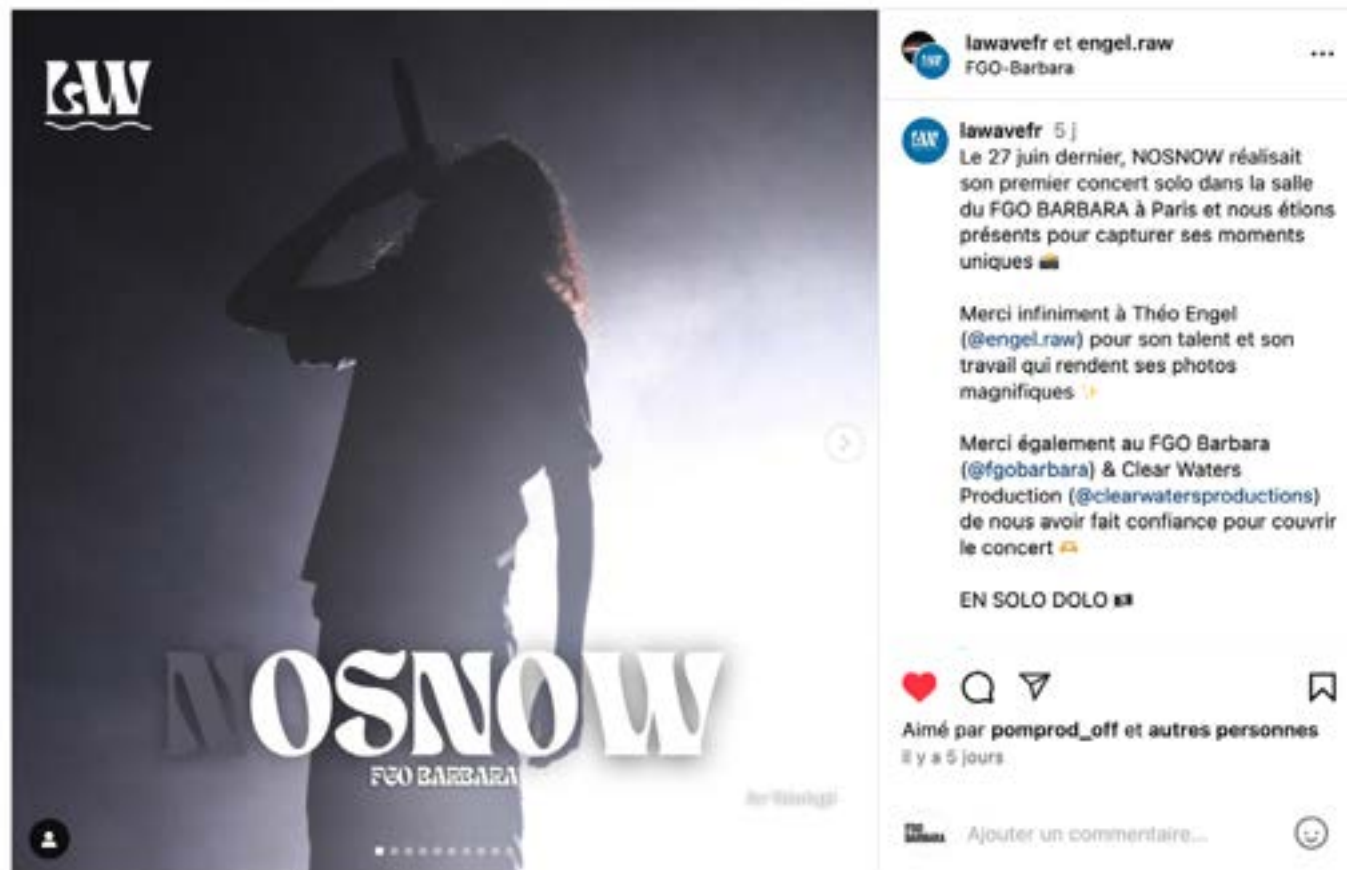 LW
NOSNOW
FGO BARBARA
lawavefr et engel.raw
FGO-Barbara
lawavefr 5 j
Le 27 juin dernier, NOSNOW réalisait
son premier concert solo dans la salle
du FGO BARBARA à Paris et nous étions
présents pour capturer ses moments
uniques 📸
Merci infiniment à Théo Engel
(@engel.raw) pour son talent et son
travail qui rendent ses photos
magnifiques ✨
Merci également au FGO Barbara
(@fgobarbara) & Clear Waters
Production (@clearwatersproductions)
de nous avoir fait confiance pour couvrir
le concert 🫶
EN SOLO DOLO
Aimé par pomprod_off et autres personnes
Il y a 5 jours
FGO
BARBARA
Ajouter un commentaire...